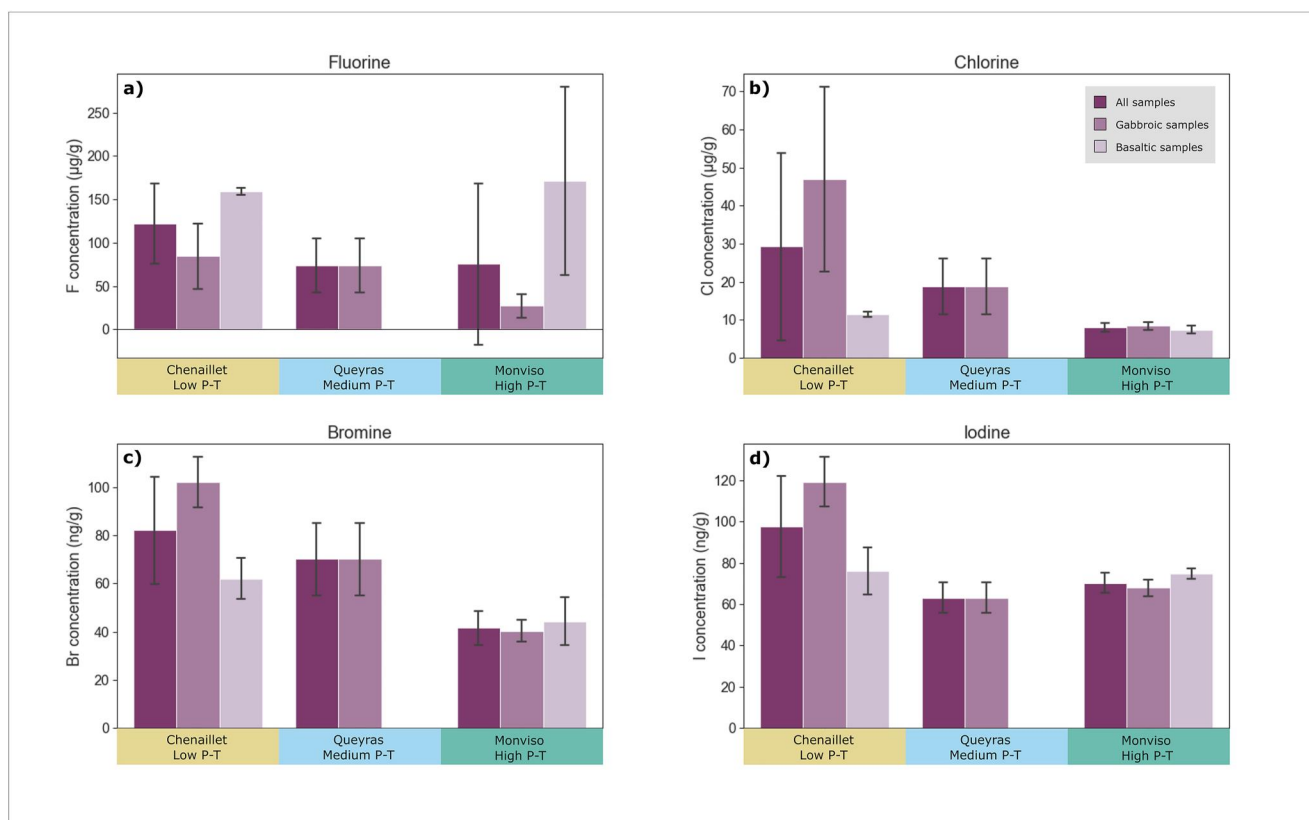 Fluorine
a)
F concentration (µg/g)
250
200
150
100
50
0
Chenaillet
Low P-T
Queyras
Medium P-T
Monviso
High P-T
Chlorine
b)
All samples
Gabbroic samples
Basaltic samples
Cl concentration (µg/g)
70
60
50
40
30
20
10
0
Chenaillet
Low P-T
Queyras
Medium P-T
Monviso
High P-T
Bromine
c)
Br concentration (ng/g)
100
80
60
40
20
0
Chenaillet
Low P-T
Queyras
Medium P-T
Monviso
High P-T
Iodine
d)
I concentration (ng/g)
120
100
80
60
40
20
0
Chenaillet
Low P-T
Queyras
Medium P-T
Monviso
High P-T